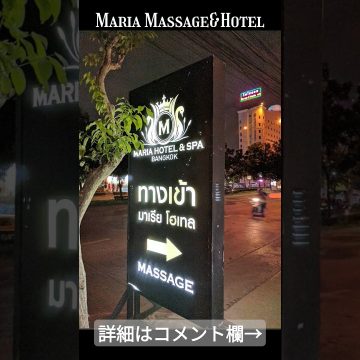 Maria Massage&Hotel
M
MARIA HOTEL & SPA
BANGKOK
ทางเข้า
มาเรีย โฮเทล
MASSAGE
詳細はコメント欄→